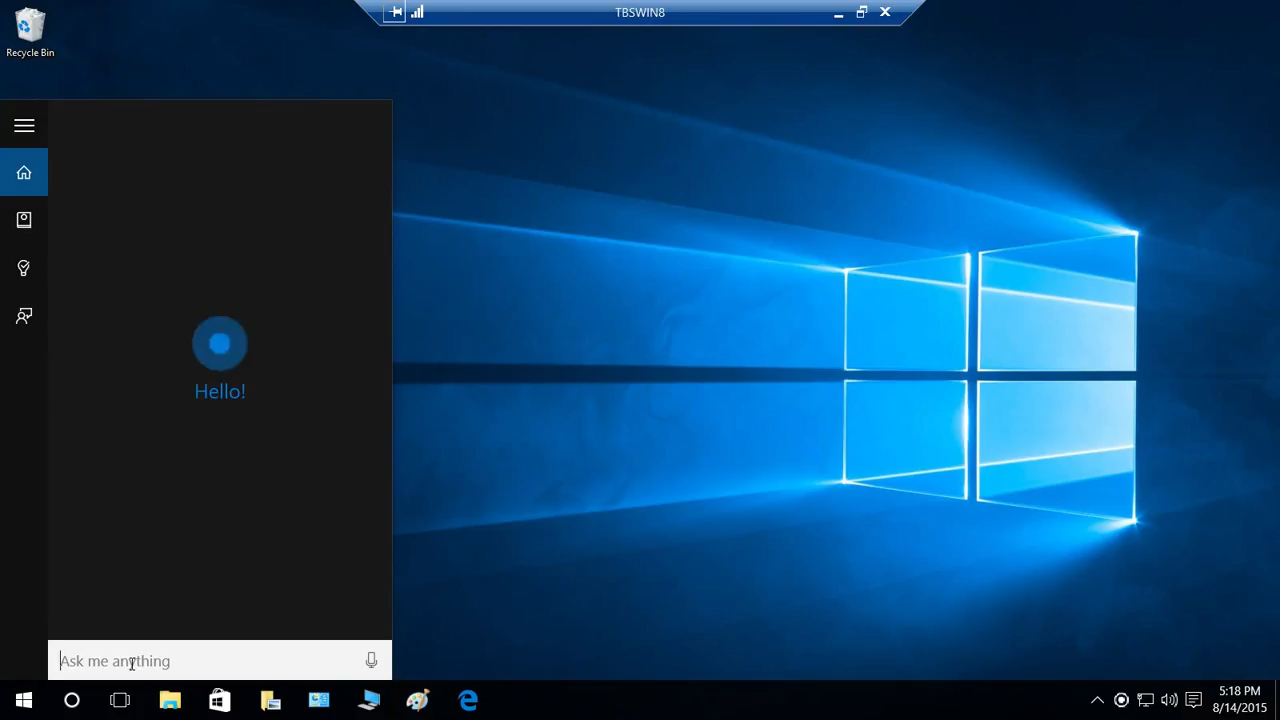 TBSWIN8
Recycle Bin
Hello!
Ask me anything
5:18 PM
8/14/2015